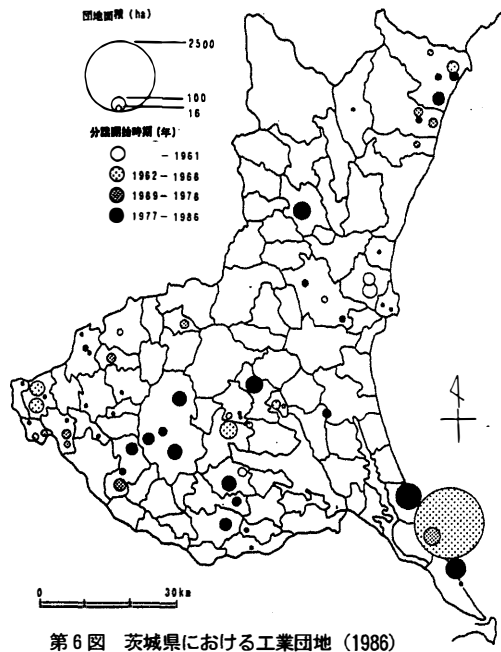 団地面積 (ha)
2500
100
16
分譲開始時期 (年)
- 1961
1962 - 1968
1969 - 1976
1977 - 1986
0 30km
第6図 茨城県における工業団地 (1986)